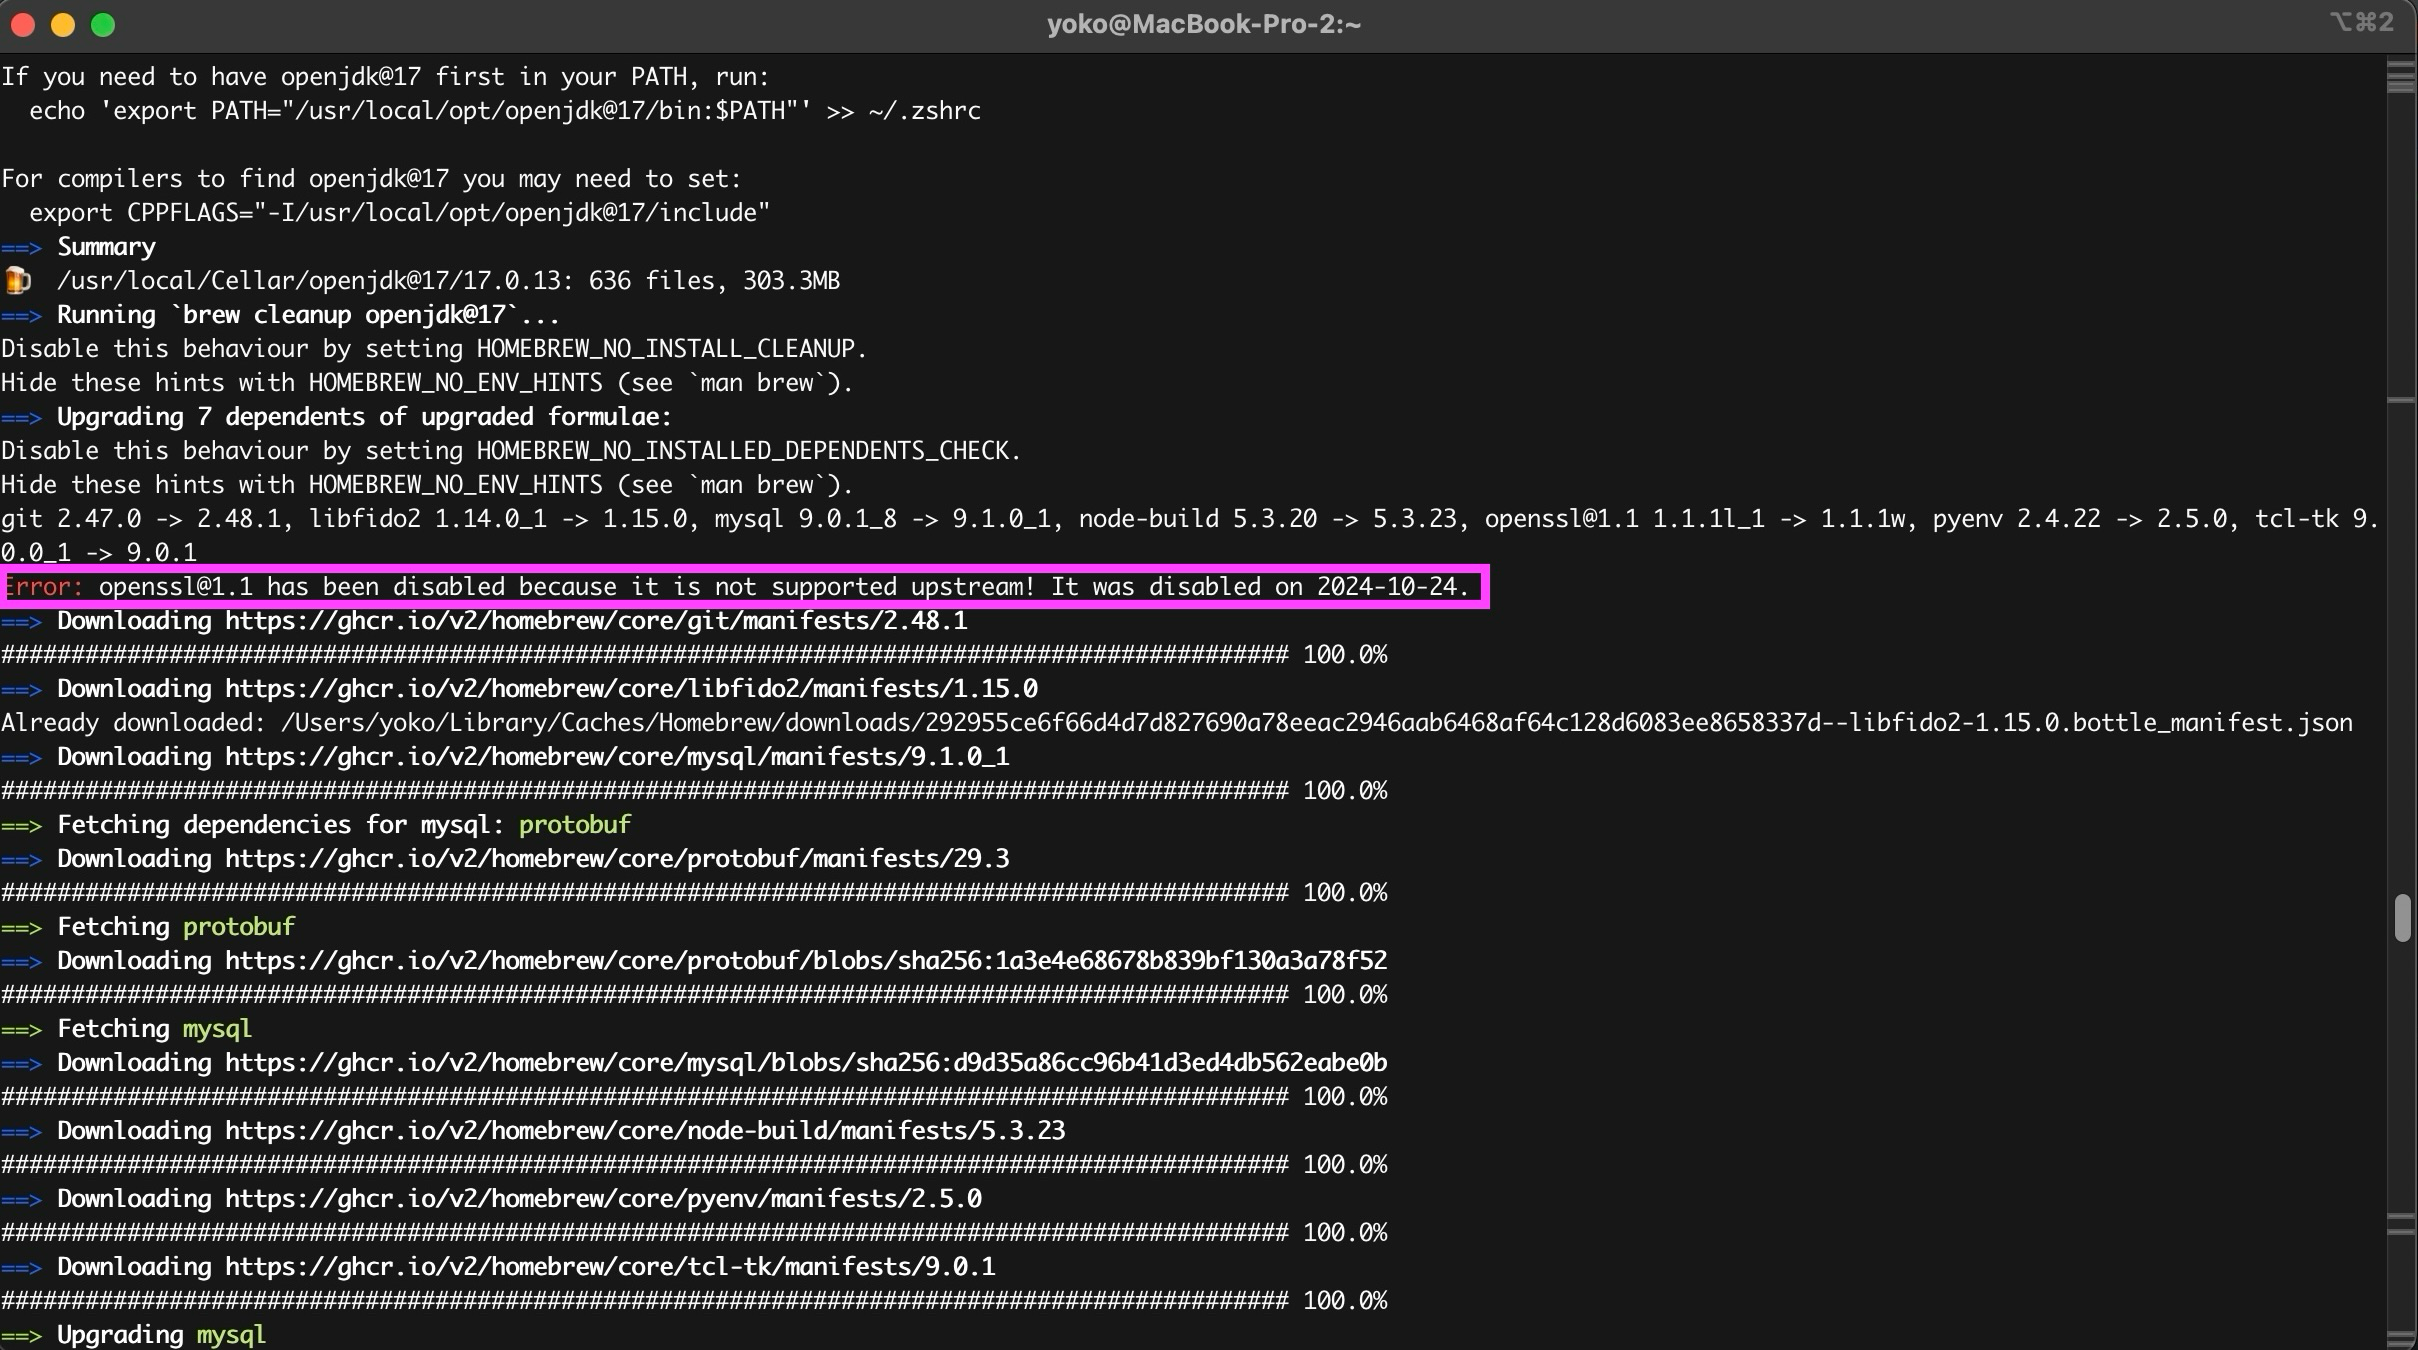 yoko@MacBook-Pro-2:~
⌥⌘2
If you need to have openjdk@17 first in your PATH, run:
  echo 'export PATH="/usr/local/opt/openjdk@17/bin:$PATH"' >> ~/.zshrc

For compilers to find openjdk@17 you may need to set:
  export CPPFLAGS="-I/usr/local/opt/openjdk@17/include"
==> Summary
🍺  /usr/local/Cellar/openjdk@17/17.0.13: 636 files, 303.3MB
==> Running `brew cleanup openjdk@17`...
Disable this behaviour by setting HOMEBREW_NO_INSTALL_CLEANUP.
Hide these hints with HOMEBREW_NO_ENV_HINTS (see `man brew`).
==> Upgrading 7 dependents of upgraded formulae:
Disable this behaviour by setting HOMEBREW_NO_INSTALLED_DEPENDENTS_CHECK.
Hide these hints with HOMEBREW_NO_ENV_HINTS (see `man brew`).
git 2.47.0 -> 2.48.1, libfido2 1.14.0_1 -> 1.15.0, mysql 9.0.1_8 -> 9.1.0_1, node-build 5.3.20 -> 5.3.23, openssl@1.1 1.1.1l_1 -> 1.1.1w, pyenv 2.4.22 -> 2.5.0, tcl-tk 9.
0.0_1 -> 9.0.1
Error: openssl@1.1 has been disabled because it is not supported upstream! It was disabled on 2024-10-24.
==> Downloading https://ghcr.io/v2/homebrew/core/git/manifests/2.48.1
############################################################################################ 100.0%
==> Downloading https://ghcr.io/v2/homebrew/core/libfido2/manifests/1.15.0
Already downloaded: /Users/yoko/Library/Caches/Homebrew/downloads/292955ce6f66d4d7d827690a78eeac2946aab6468af64c128d6083ee8658337d--libfido2-1.15.0.bottle_manifest.json
==> Downloading https://ghcr.io/v2/homebrew/core/mysql/manifests/9.1.0_1
############################################################################################ 100.0%
==> Fetching dependencies for mysql: protobuf
==> Downloading https://ghcr.io/v2/homebrew/core/protobuf/manifests/29.3
############################################################################################ 100.0%
==> Fetching protobuf
==> Downloading https://ghcr.io/v2/homebrew/core/protobuf/blobs/sha256:1a3e4e68678b839bf130a3a78f52
############################################################################################ 100.0%
==> Fetching mysql
==> Downloading https://ghcr.io/v2/homebrew/core/mysql/blobs/sha256:d9d35a86cc96b41d3ed4db562eabe0b
############################################################################################ 100.0%
==> Downloading https://ghcr.io/v2/homebrew/core/node-build/manifests/5.3.23
############################################################################################ 100.0%
==> Downloading https://ghcr.io/v2/homebrew/core/pyenv/manifests/2.5.0
############################################################################################ 100.0%
==> Downloading https://ghcr.io/v2/homebrew/core/tcl-tk/manifests/9.0.1
############################################################################################ 100.0%
==> Upgrading mysql